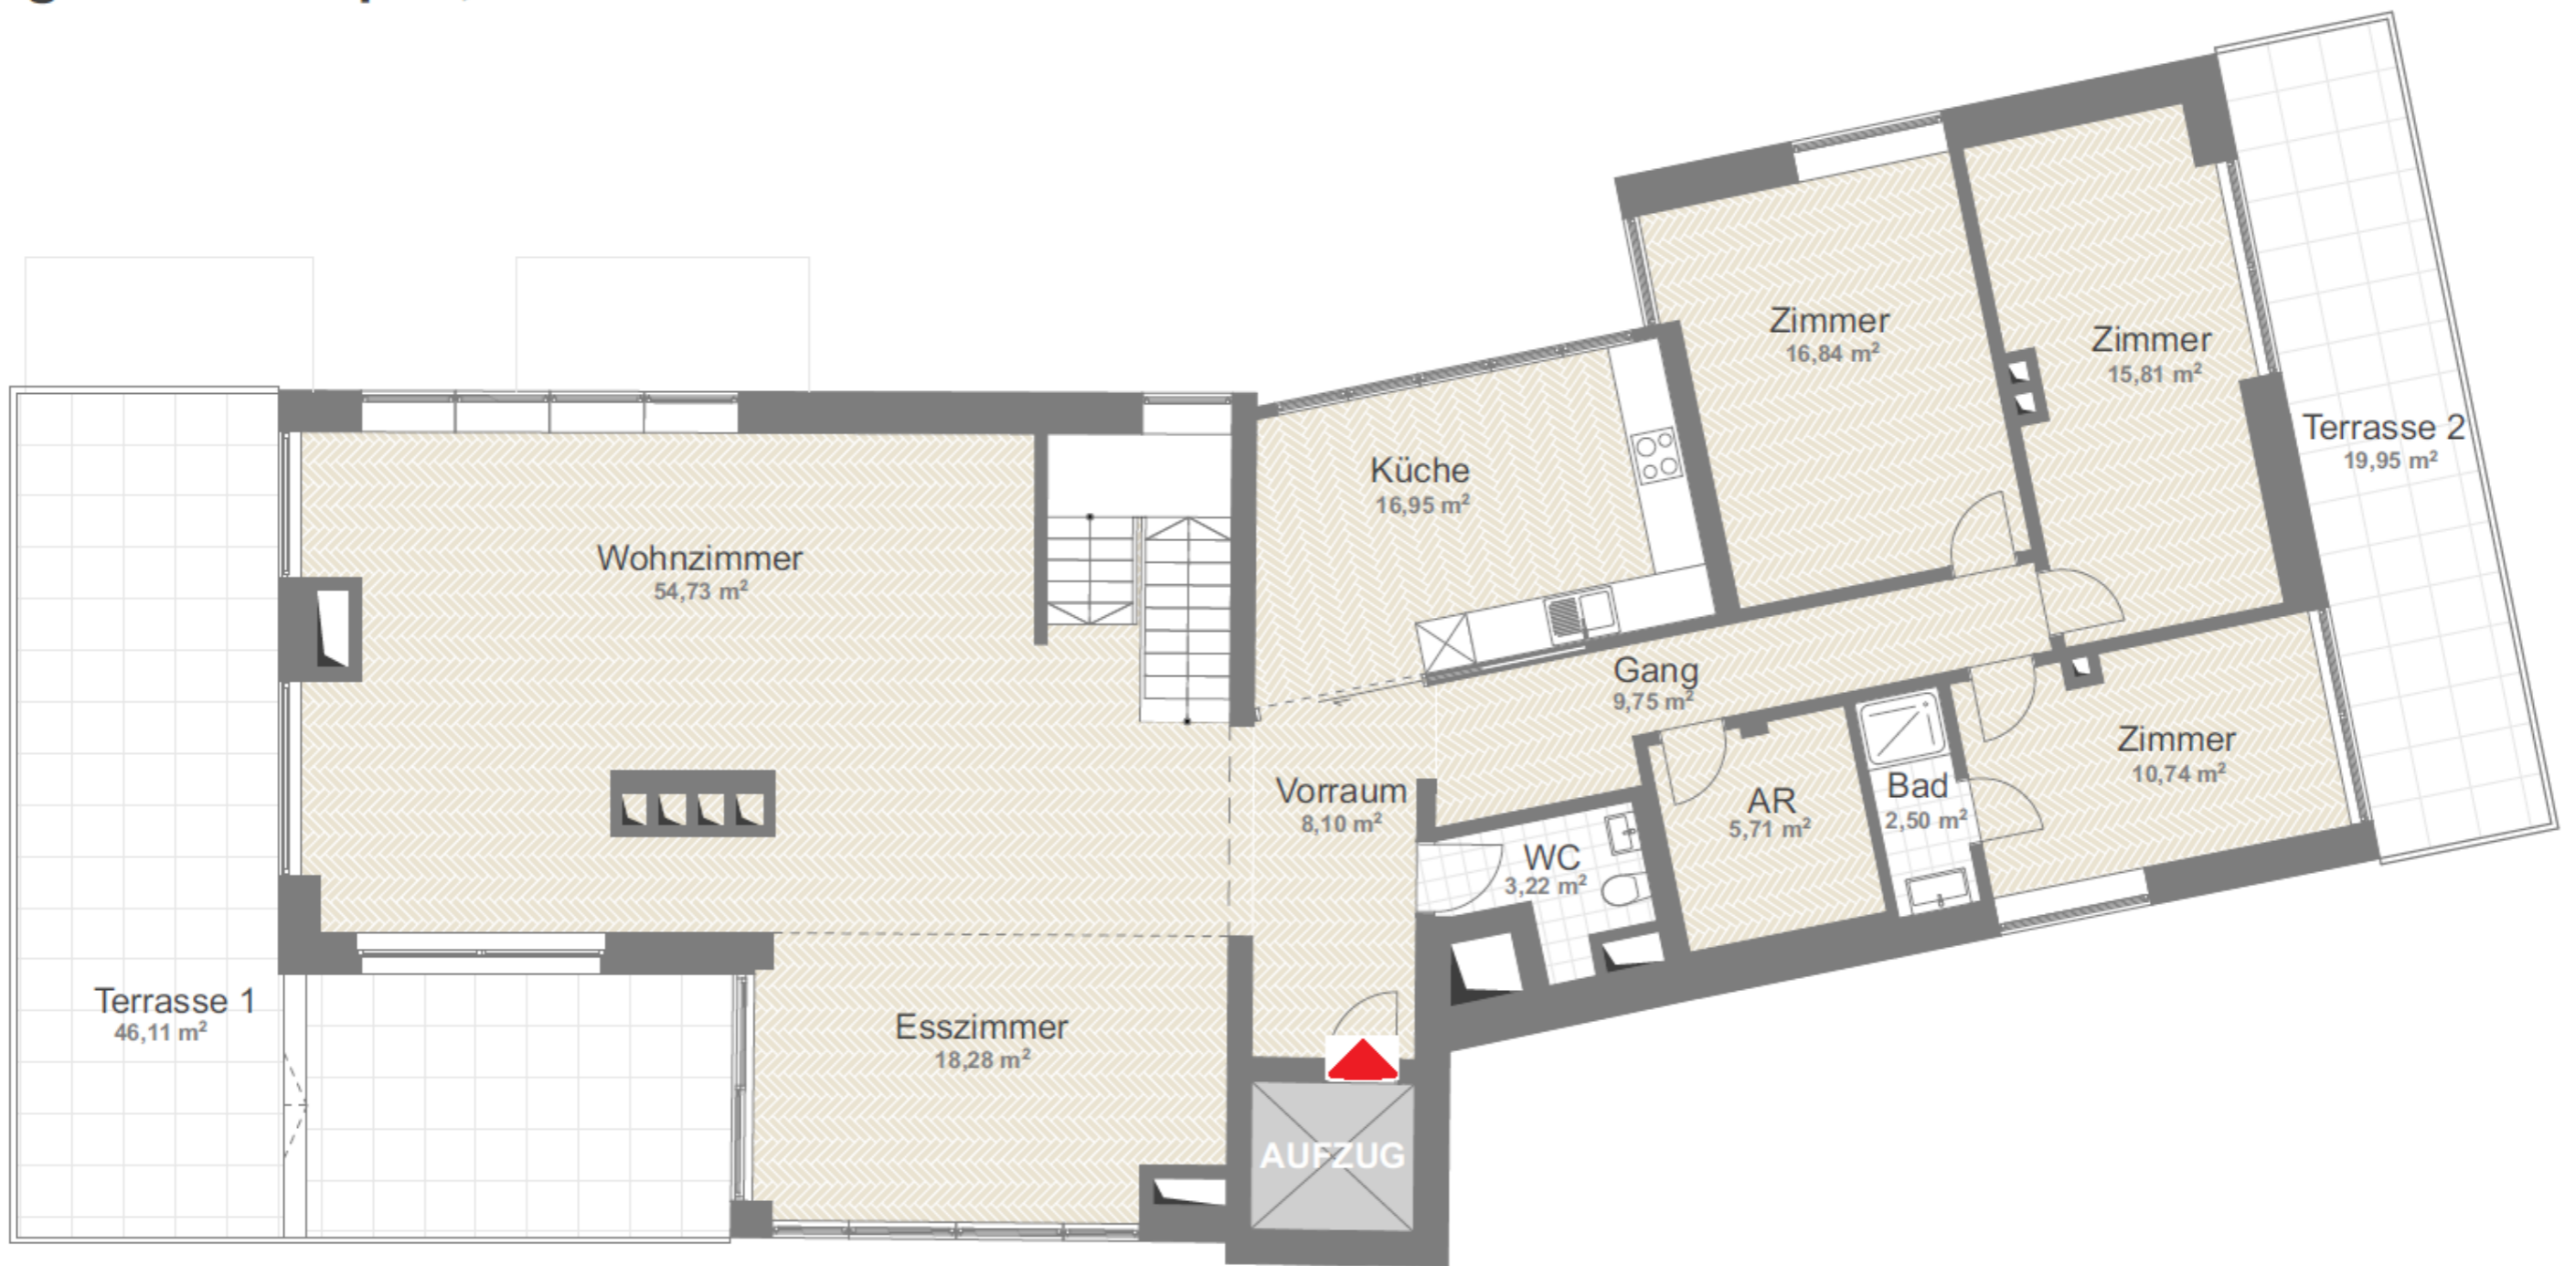 Zimmer
16,84 m²
Zimmer
15,81 m²
Terrasse 2
19,95 m²
Küche
16,95 m²
Wohnzimmer
54,73 m²
Gang
9,75 m²
Zimmer
10,74 m²
Vorraum
8,10 m²
AR
5,71 m²
Bad
2,50 m²
WC
3,22 m²
Terrasse 1
46,11 m²
Esszimmer
18,28 m²
AUFZUG